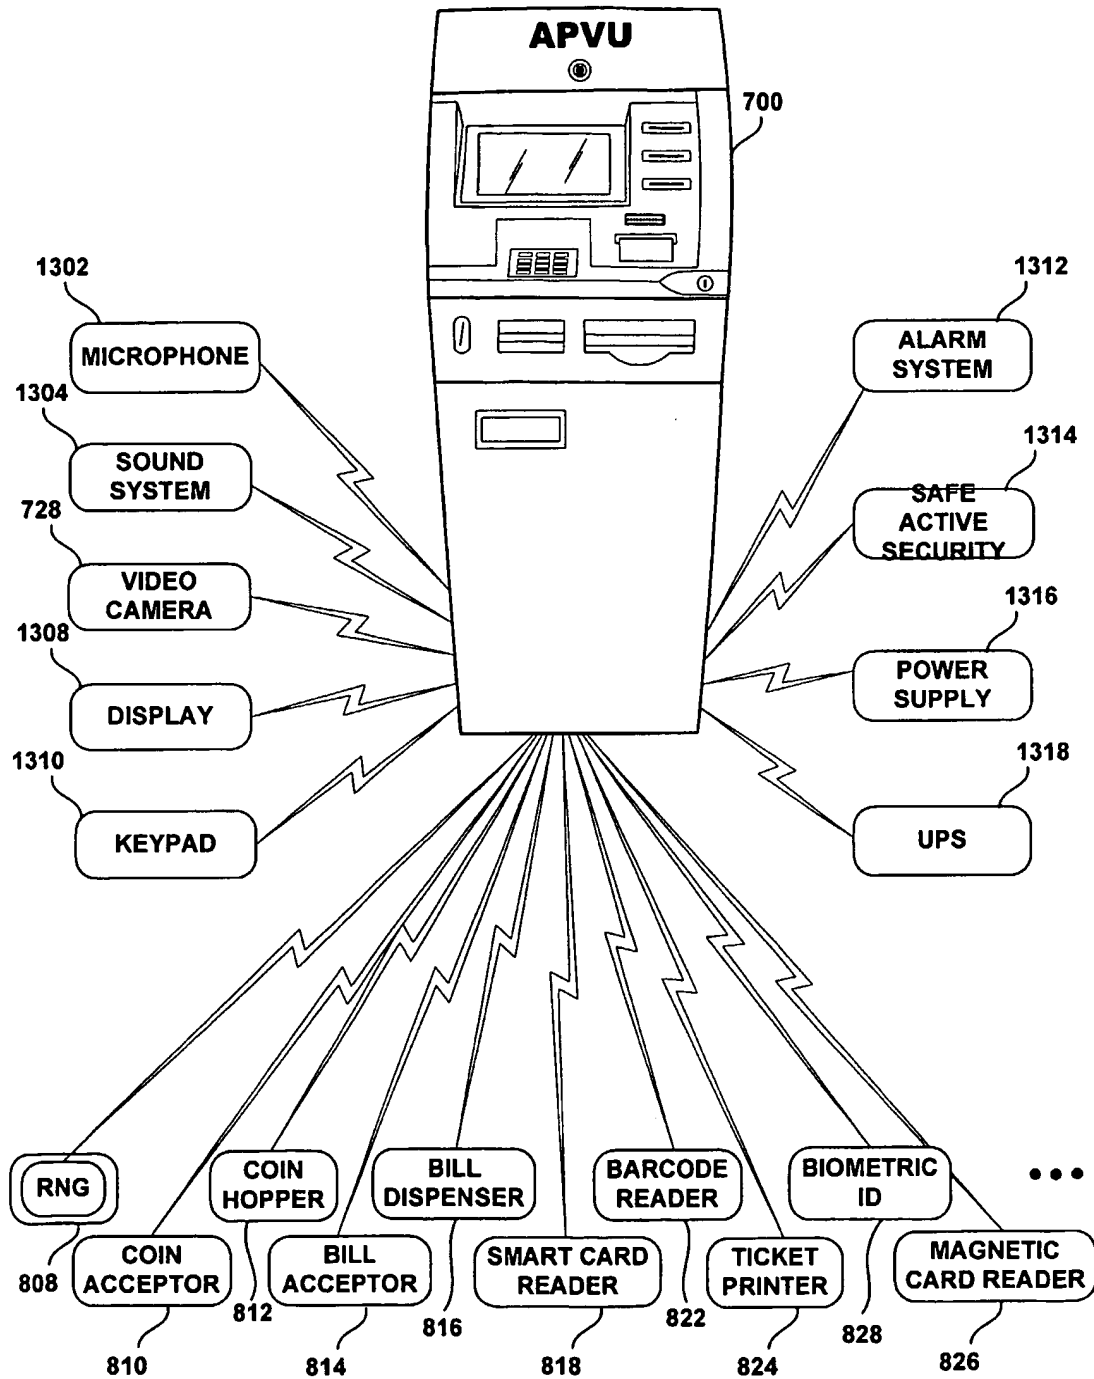 APVU
700
1302
MICROPHONE
1304
SOUND
SYSTEM
728
VIDEO
CAMERA
1308
DISPLAY
1310
KEYPAD
1312
ALARM
SYSTEM
1314
SAFE
ACTIVE
SECURITY
1316
POWER
SUPPLY
1318
UPS
RNG
808
COIN
ACCEPTOR
810
COIN
HOPPER
812
BILL
ACCEPTOR
814
BILL
DISPENSER
816
SMART CARD
READER
818
BARCODE
READER
822
TICKET
PRINTER
824
BIOMETRIC
ID
828
MAGNETIC
CARD READER
826
•••